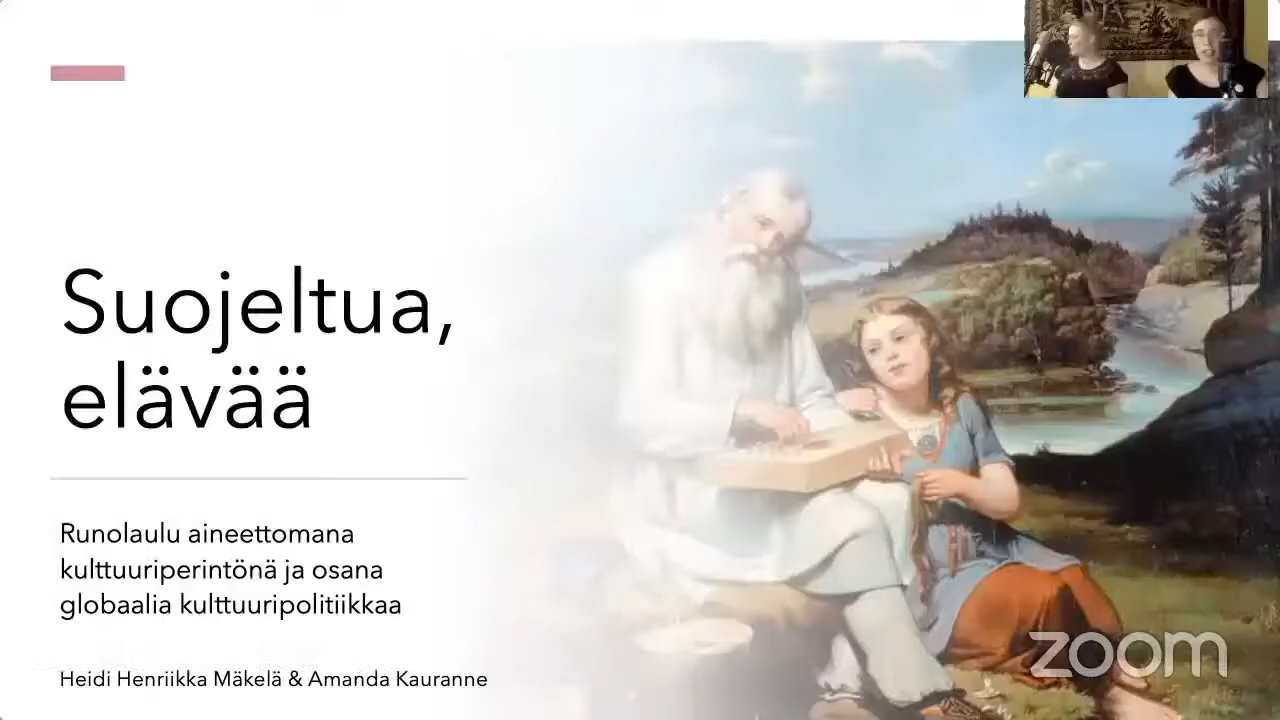 Suojeltua,
elävää
Runolaulu aineettomana
kulttuuriperintönä ja osana
globaalia kulttuuripolitiikkaa
Heidi Henriikka Mäkelä & Amanda Kauranne
zoom